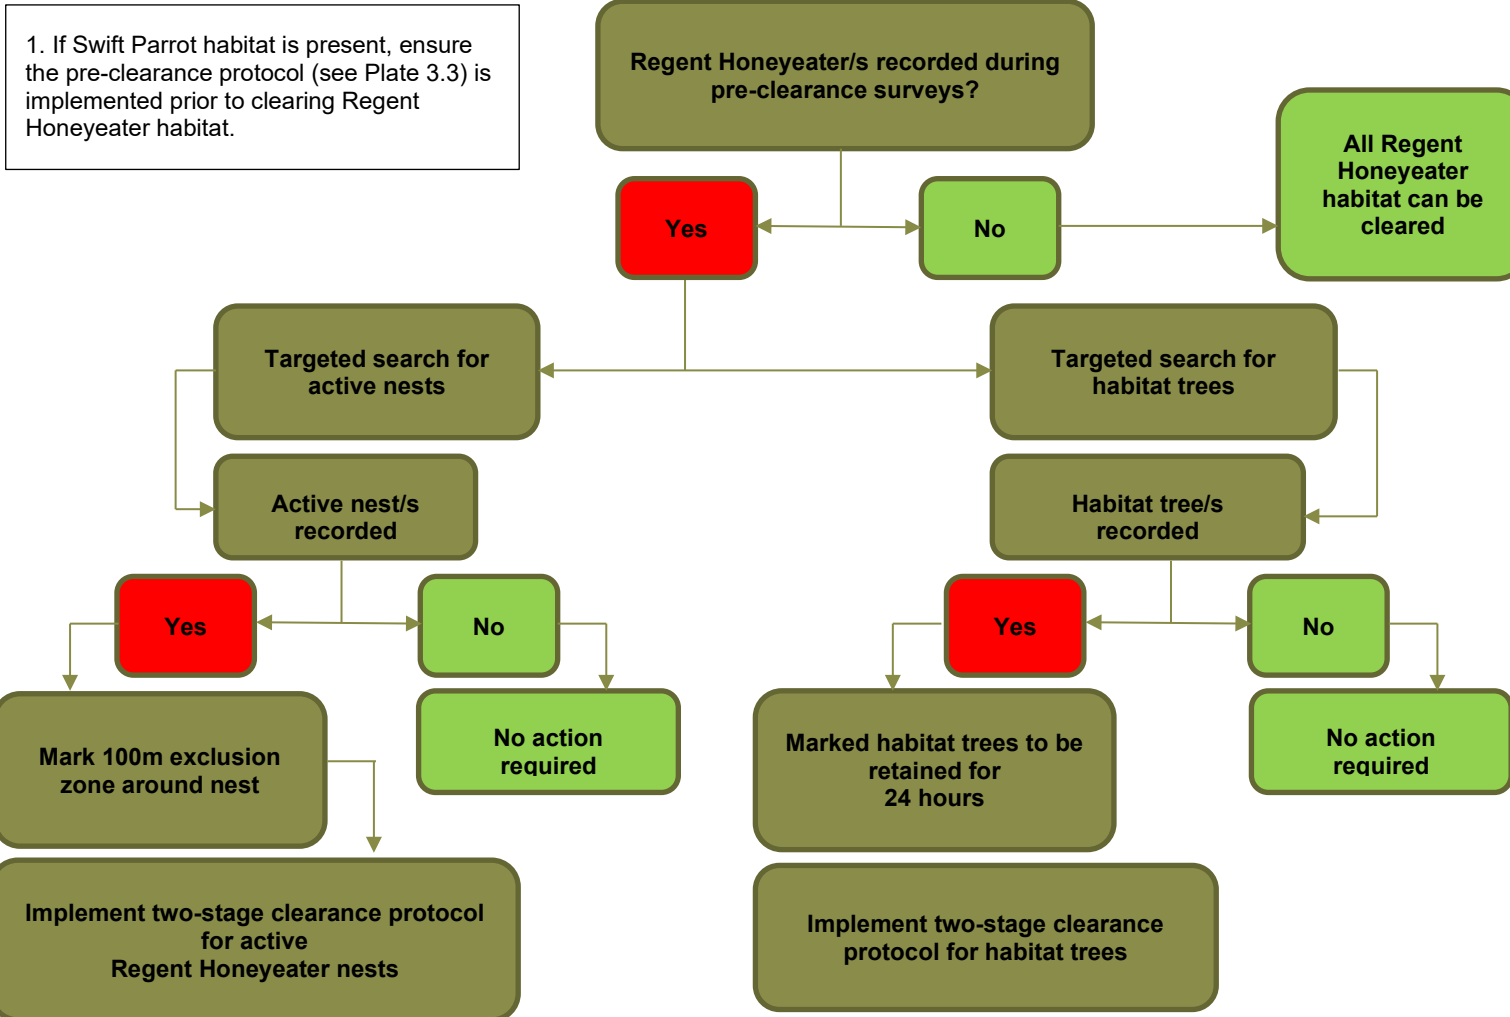 1. If Swift Parrot habitat is present, ensure
the pre-clearance protocol (see Plate 3.3) is
implemented prior to clearing Regent
Honeyeater habitat.
Regent Honeyeater/s recorded during
pre-clearance surveys?
All Regent
Honeyeater
habitat can be
cleared
Yes
No
Targeted search for
active nests
Targeted search for
habitat trees
Active nest/s
recorded
Habitat tree/s
recorded
Yes
No
Yes
No
Mark 100m exclusion
zone around nest
No action
required
Marked habitat trees to be
retained for
24 hours
No action
required
Implement two-stage clearance protocol
for active
Regent Honeyeater nests
Implement two-stage clearance
protocol for habitat trees